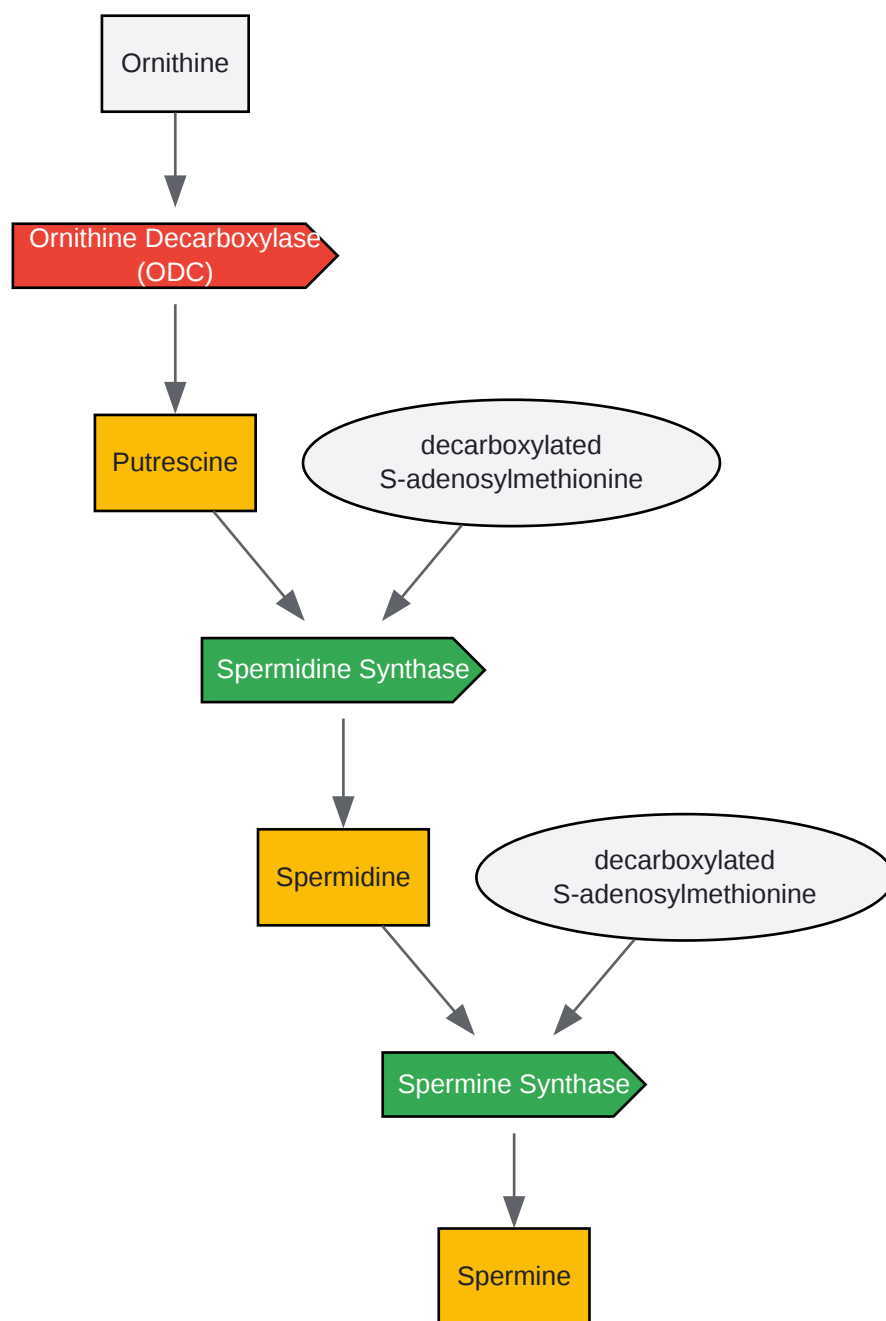 Ornithine
Ornithine Decarboxylase
(ODC)
Putrescine
decarboxylated
S-adenosylmethionine
Spermidine Synthase
Spermidine
decarboxylated
S-adenosylmethionine
Spermine Synthase
Spermine